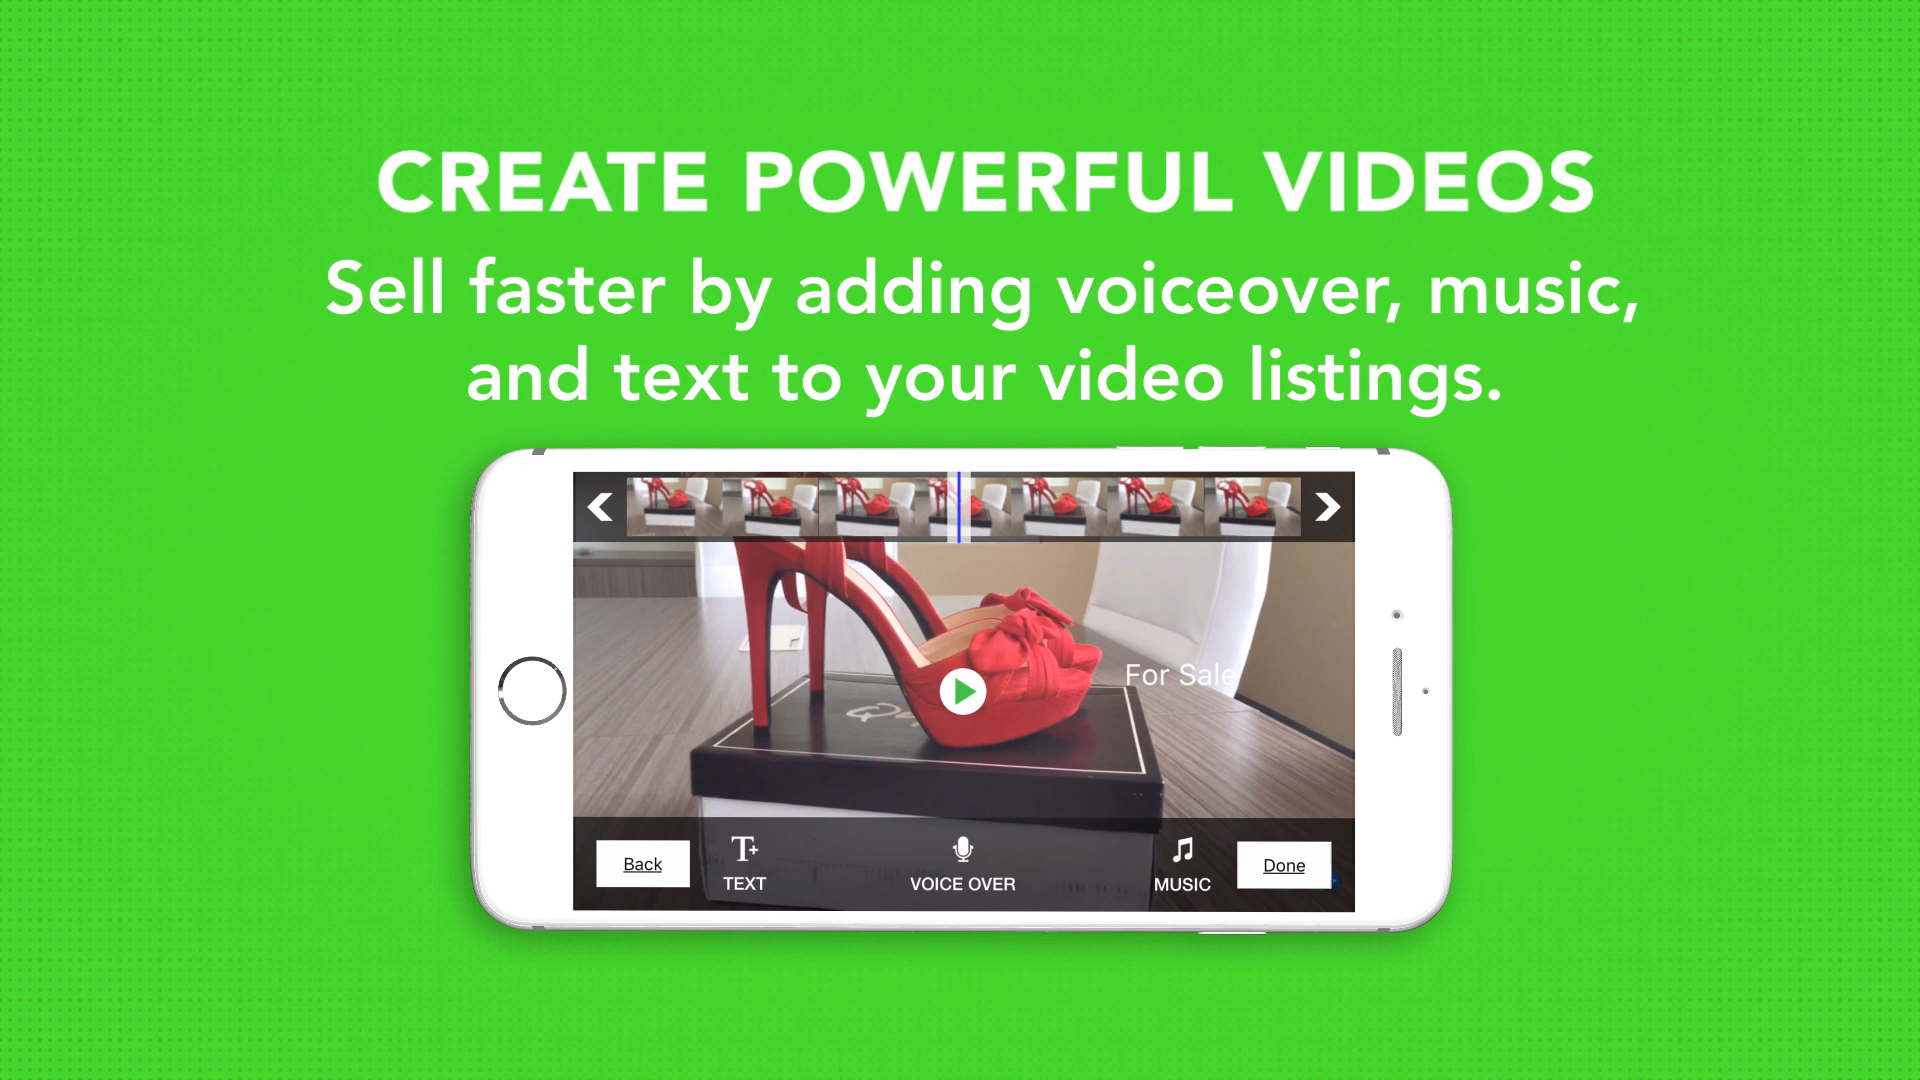 CREATE POWERFUL VIDEOS
Sell faster by adding voiceover, music,
and text to your video listings.
For Sale
Back
TEXT
VOICE OVER
MUSIC
Done